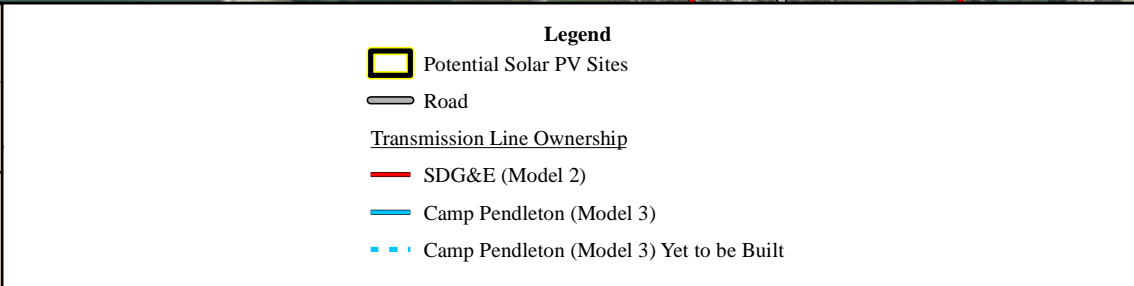 Legend
Potential Solar PV Sites
Road
Transmission Line Ownership
SDG&E (Model 2)
Camp Pendleton (Model 3)
Camp Pendleton (Model 3) Yet to be Built